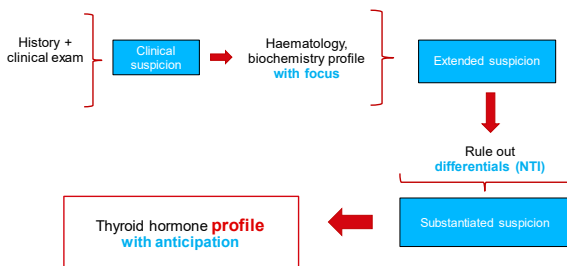 History +
clinical exam
Clinical
suspicion
Haematology,
biochemistry profile
with focus
Extended suspicion
Rule out
differentials (NTI)
Substantiated suspicion
Thyroid hormone profile
with anticipation